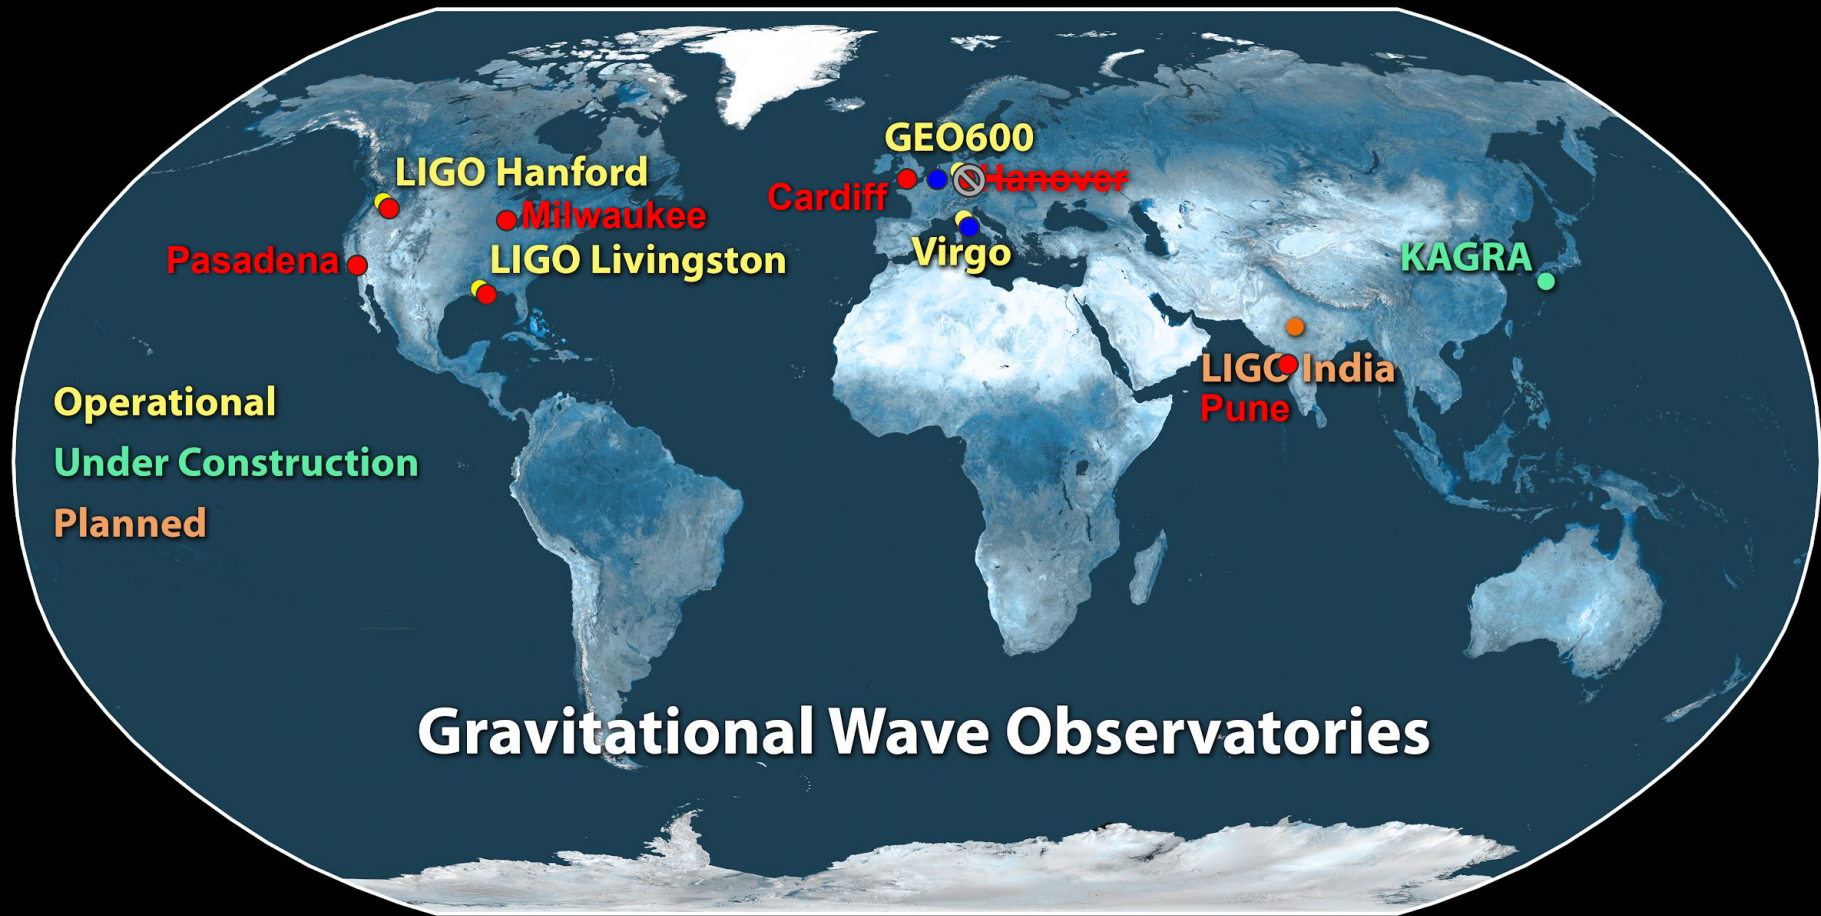 GEO600
LIGO Hanford
Hanover
Cardiff
Milwaukee
Pasadena
LIGO Livingston
Virgo
KAGRA
LIGO India
Pune
Operational
Under Construction
Planned
Gravitational Wave Observatories